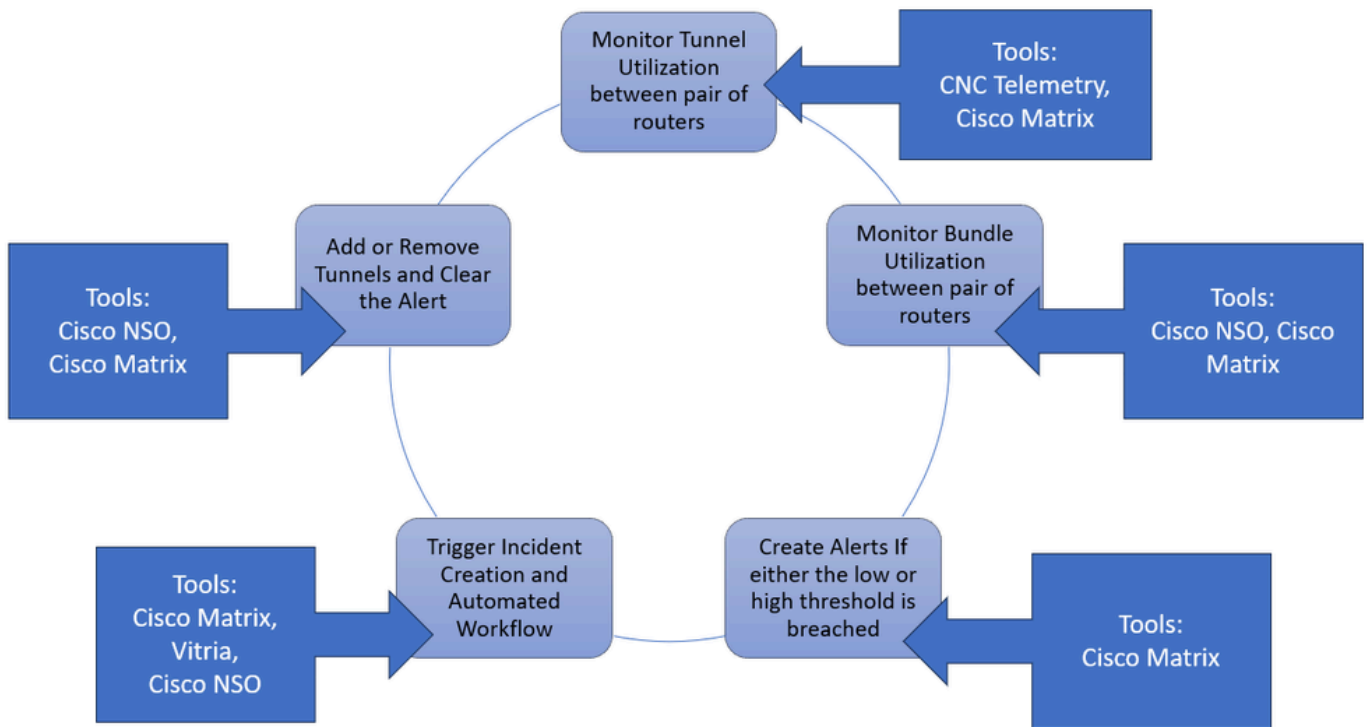 Monitor Tunnel
Utilization
between pair of
routers
Tools:
CNC Telemetry,
Cisco Matrix
Monitor Bundle
Utilization
between pair of
routers
Tools:
Cisco NSO, Cisco
Matrix
Create Alerts If
either the low or
high threshold is
breached
Tools:
Cisco Matrix
Trigger Incident
Creation and
Automated
Workflow
Tools:
Cisco Matrix,
Vitria,
Cisco NSO
Add or Remove
Tunnels and Clear
the Alert
Tools:
Cisco NSO,
Cisco Matrix